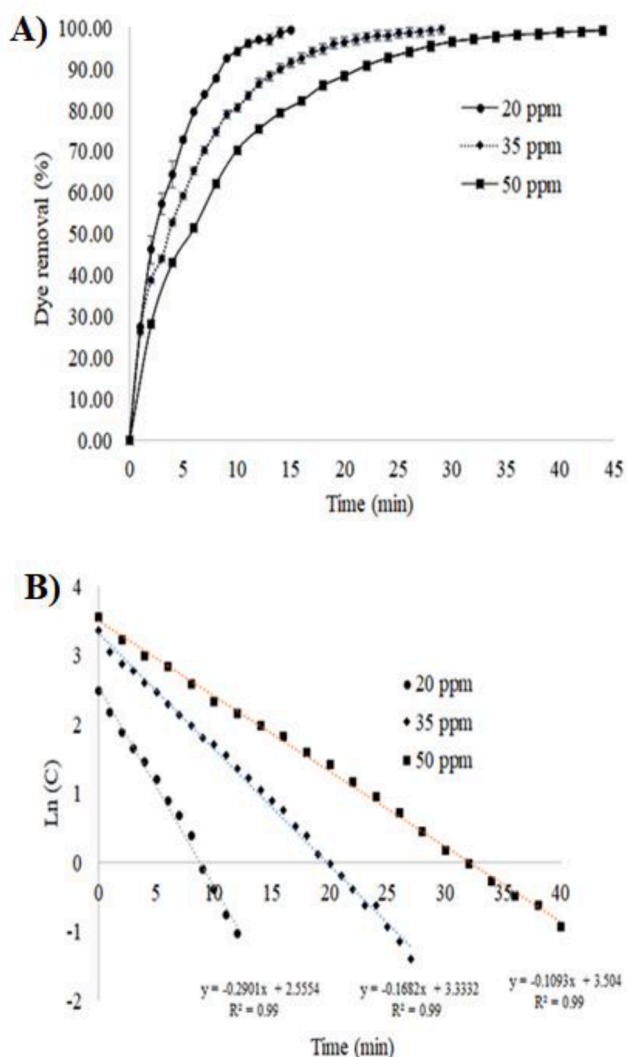 A)
100.00
90.00
80.00
70.00
60.00
50.00
40.00
30.00
20.00
10.00
0.00
Dye removal (%)
20 ppm
35 ppm
50 ppm
0 5 10 15 20 25 30 35 40 45
Time (min)
B)
4
3
2
1
0
-1
-2
Ln (C)
20 ppm
35 ppm
50 ppm
0 5 10 15 20 25 30 35 40
y = -0.2901x + 2.5554
R² = 0.99
y = -0.1682x + 3.3332
R² = 0.99
y = -0.1093x + 3.504
R² = 0.99
Time (min)